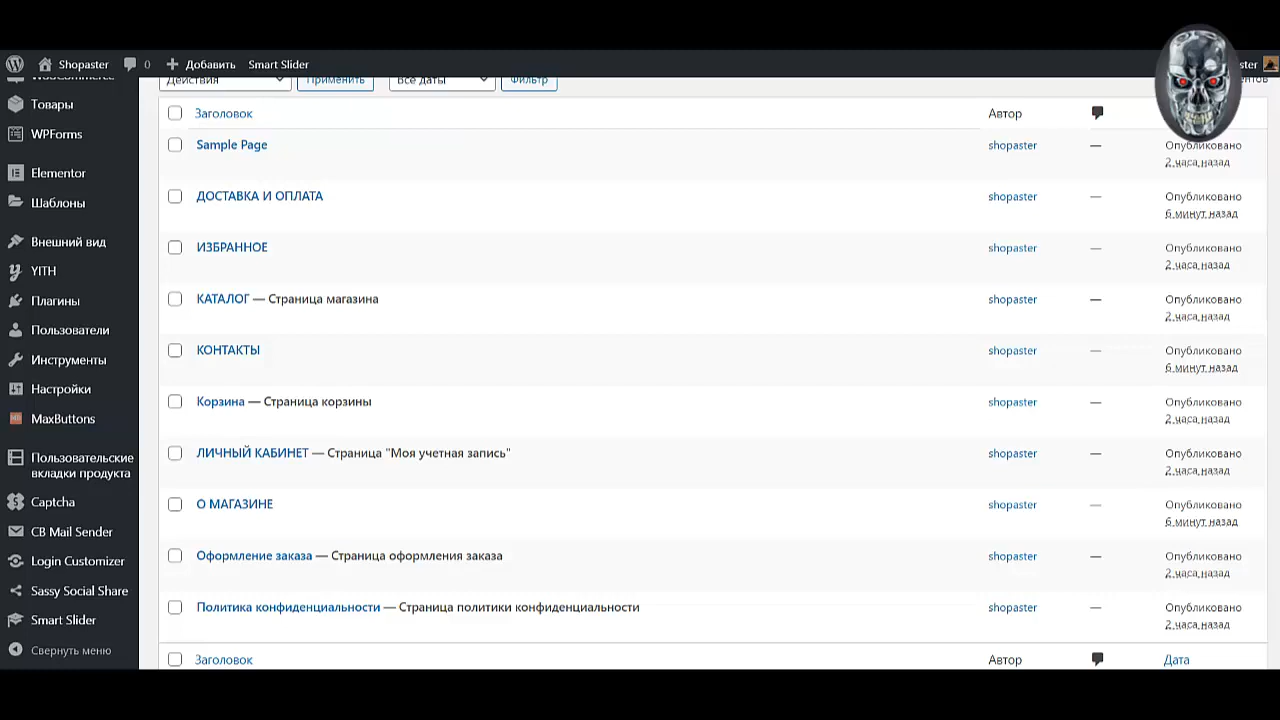 Shopaster 0 Добавить Smart Slider ster
WooCommerce
Действия Применить Все даты Фильтр
Товары
WPForms
Elementor
Шаблоны
Внешний вид
YITH
Плагины
Пользователи
Инструменты
Настройки
MaxButtons
Пользовательские
вкладки продукта
Captcha
CB Mail Sender
Login Customizer
Sassy Social Share
Smart Slider
Свернуть меню
Заголовок Автор
Sample Page shopaster — Опубликовано
2 часа назад
ДОСТАВКА И ОПЛАТА shopaster — Опубликовано
6 минут назад
ИЗБРАННОЕ shopaster — Опубликовано
2 часа назад
КАТАЛОГ — Страница магазина shopaster — Опубликовано
2 часа назад
КОНТАКТЫ shopaster — Опубликовано
6 минут назад
Корзина — Страница корзины shopaster — Опубликовано
2 часа назад
ЛИЧНЫЙ КАБИНЕТ — Страница "Моя учетная запись" shopaster — Опубликовано
2 часа назад
О МАГАЗИНЕ shopaster — Опубликовано
6 минут назад
Оформление заказа — Страница оформления заказа shopaster — Опубликовано
2 часа назад
Политика конфиденциальности — Страница политики конфиденциальности shopaster — Опубликовано
2 часа назад
Заголовок Автор Дата